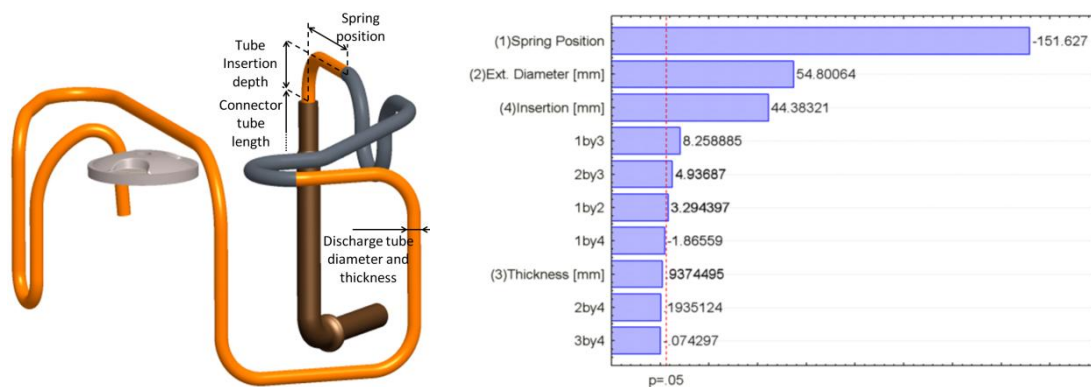 Spring
position
Tube
Insertion
depth
Connector
tube
length
Discharge tube
diameter and
thickness
(1)Spring Position
-151.627
(2)Ext. Diameter [mm]
54.80064
(4)Insertion [mm]
44.38321
1by3
8.258885
2by3
4.93687
1by2
3.294397
1by4
-1.86559
(3)Thickness [mm]
.9374495
2by4
.1935124
3by4
.074297
p=.05